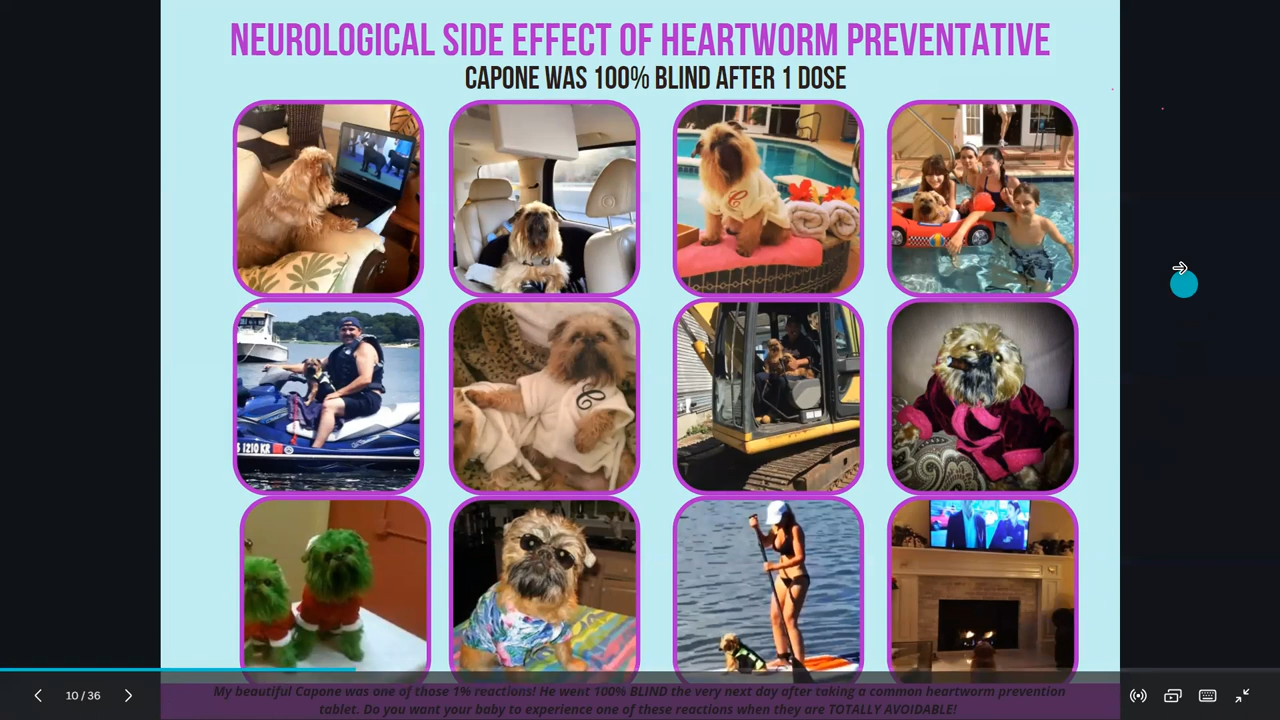 NEUROLOGICAL SIDE EFFECT OF HEARTWORM PREVENTATIVE
CAPONE WAS 100% BLIND AFTER 1 DOSE
C
C
1210 KR
My beautiful Capone was one of those 1% reactions! He went 100% BLIND the very next day after taking a common heartworm prevention
tablet. Do you want your baby to experience one of these reactions when they are TOTALLY AVOIDABLE!
10 / 36